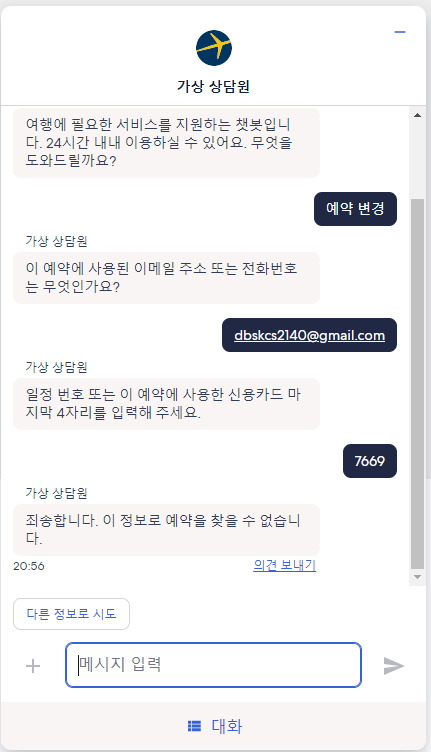 가상 상담원
여행에 필요한 서비스를 지원하는 챗봇입니
다. 24시간 내내 이용하실 수 있어요. 무엇을
도와드릴까요?
예약 변경
가상 상담원
이 예약에 사용된 이메일 주소 또는 전화번호
는 무엇인가요?
dbskcs2140@gmail.com
가상 상담원
일정 번호 또는 이 예약에 사용한 신용카드 마
지막 4자리를 입력해 주세요.
7669
가상 상담원
죄송합니다. 이 정보로 예약을 찾을 수 없습니
다.
20:56 의견 보내기
다른 정보로 시도
메시지 입력
대화